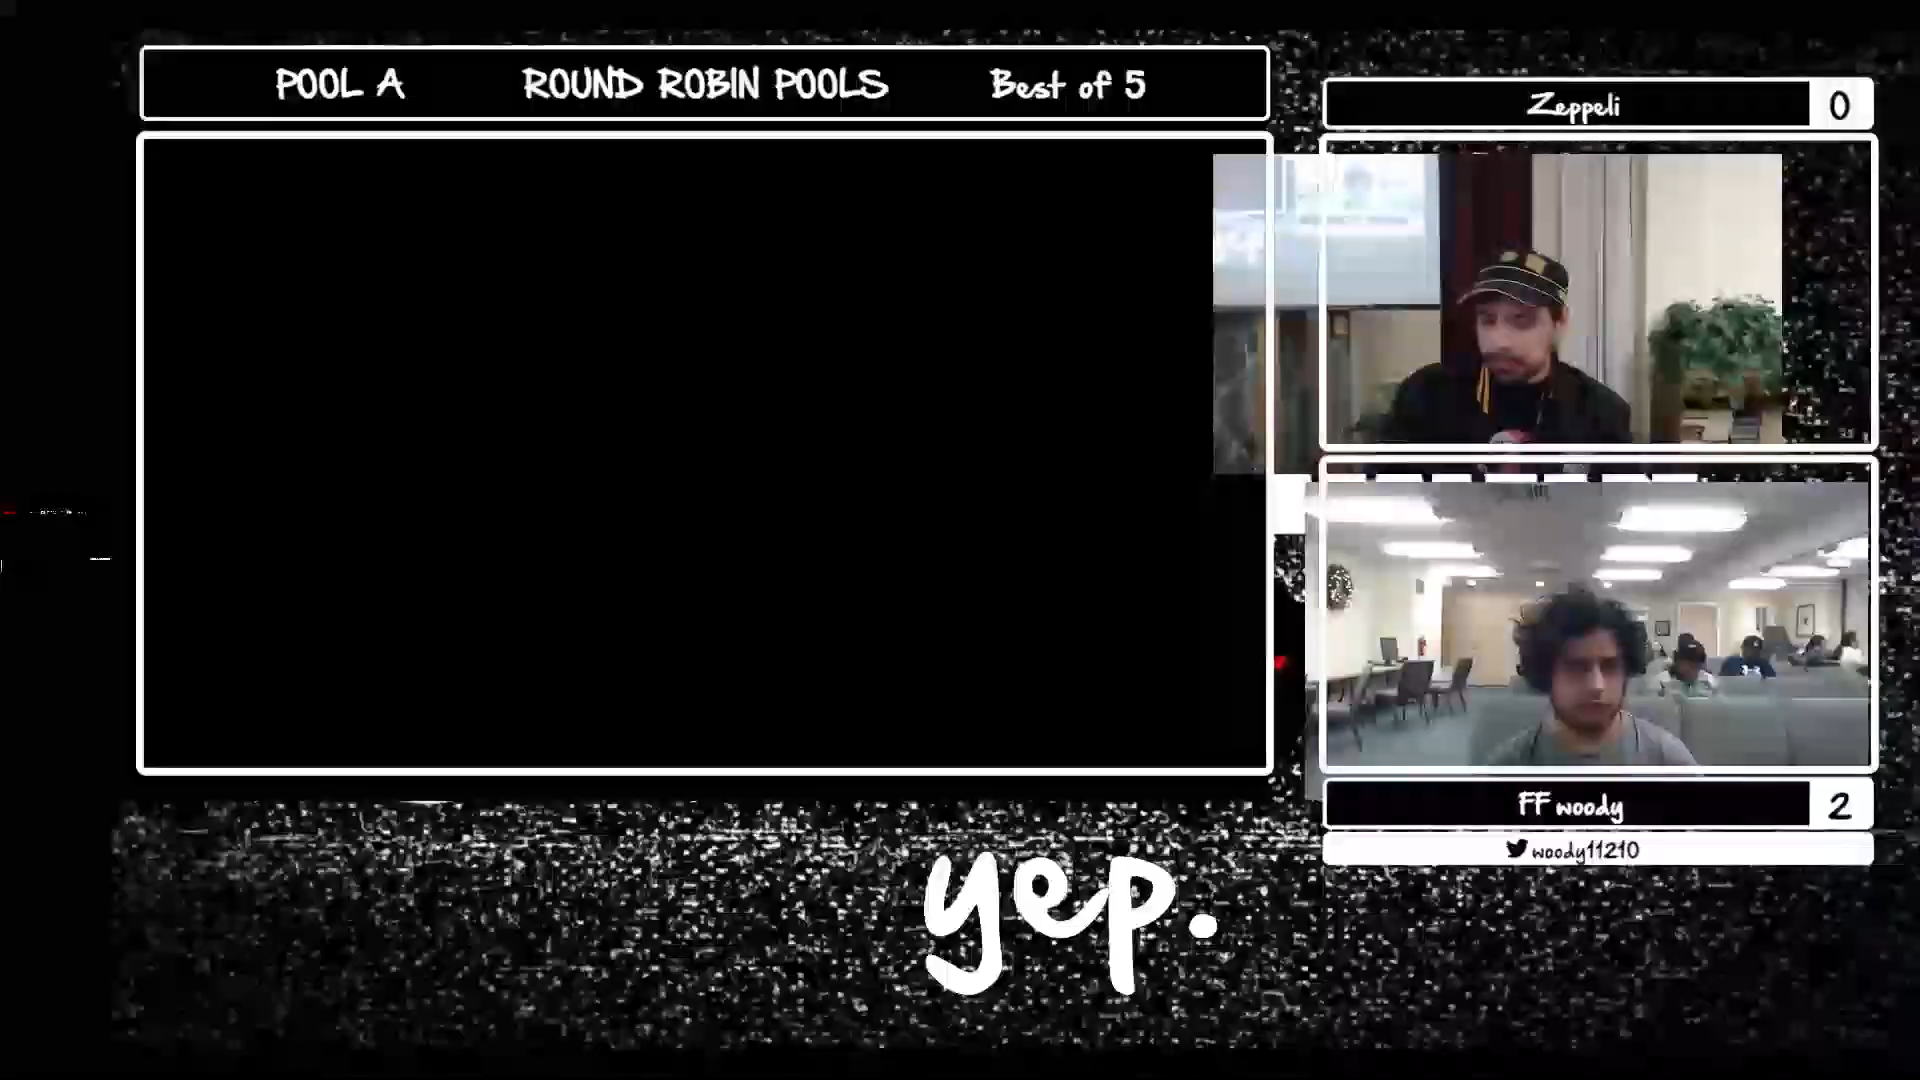 POOL A ROUND ROBIN POOLS Best of 5
Zeppeli 0
FF woody 2
woody11210
yep.